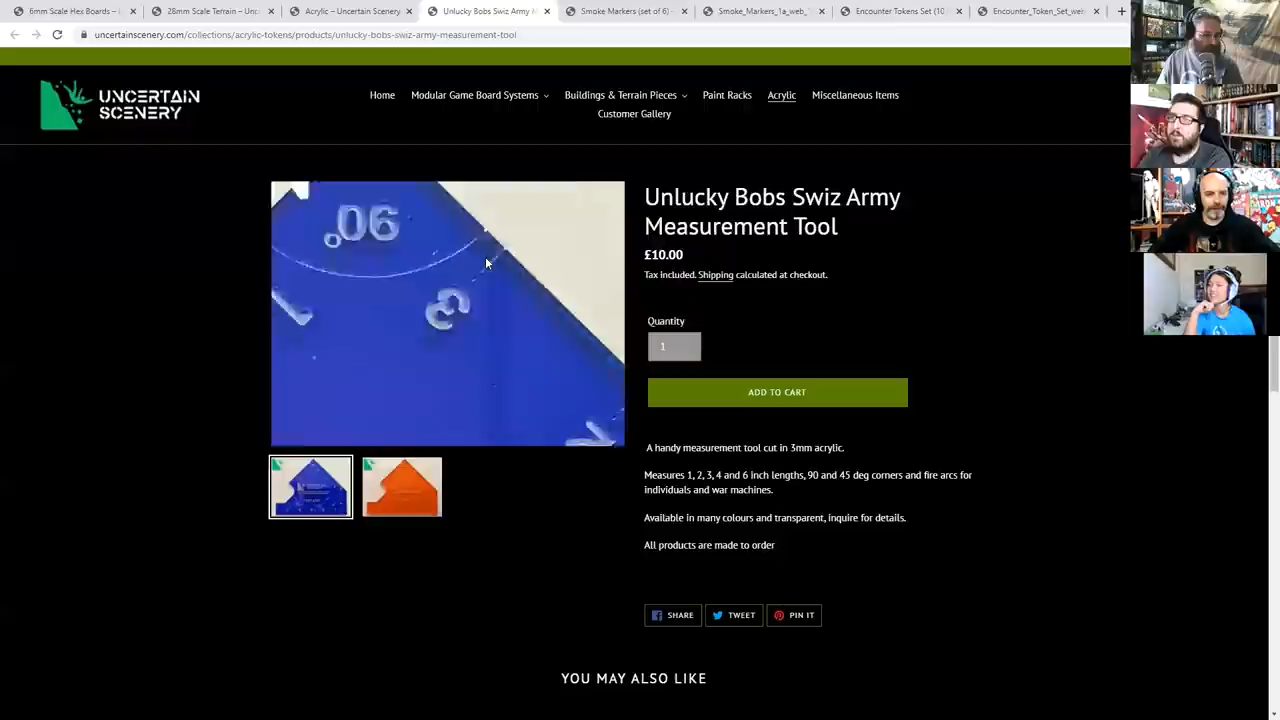 6mm Scale Hex Boards –
28mm Scale Terrain – Unc
Acrylic – Uncertain Scenery
Unlucky Bobs Swiz Army M
Smoke Markers (set of 6) –
Smoke_Markers_1a_web_1
Encounter Tokens Set (10
Encounter_Token_Set_we
uncertainscenery.com/collections/acrylic-tokens/products/unlucky-bobs-swiz-army-measurement-tool
UNCERTAIN
SCENERY
Home
Modular Game Board Systems
Buildings & Terrain Pieces
Paint Racks
Acrylic
Miscellaneous Items
Customer Gallery
90°
3
Unlucky Bobs Swiz Army
Measurement Tool
£10.00
Tax included. Shipping calculated at checkout.
Quantity
1
ADD TO CART
A handy measurement tool cut in 3mm acrylic.
Measures 1, 2, 3, 4 and 6 inch lengths, 90 and 45 deg corners and fire arcs for
individuals and war machines.
Available in many colours and transparent, inquire for details.
All products are made to order
SHARE
TWEET
PIN IT
YOU MAY ALSO LIKE